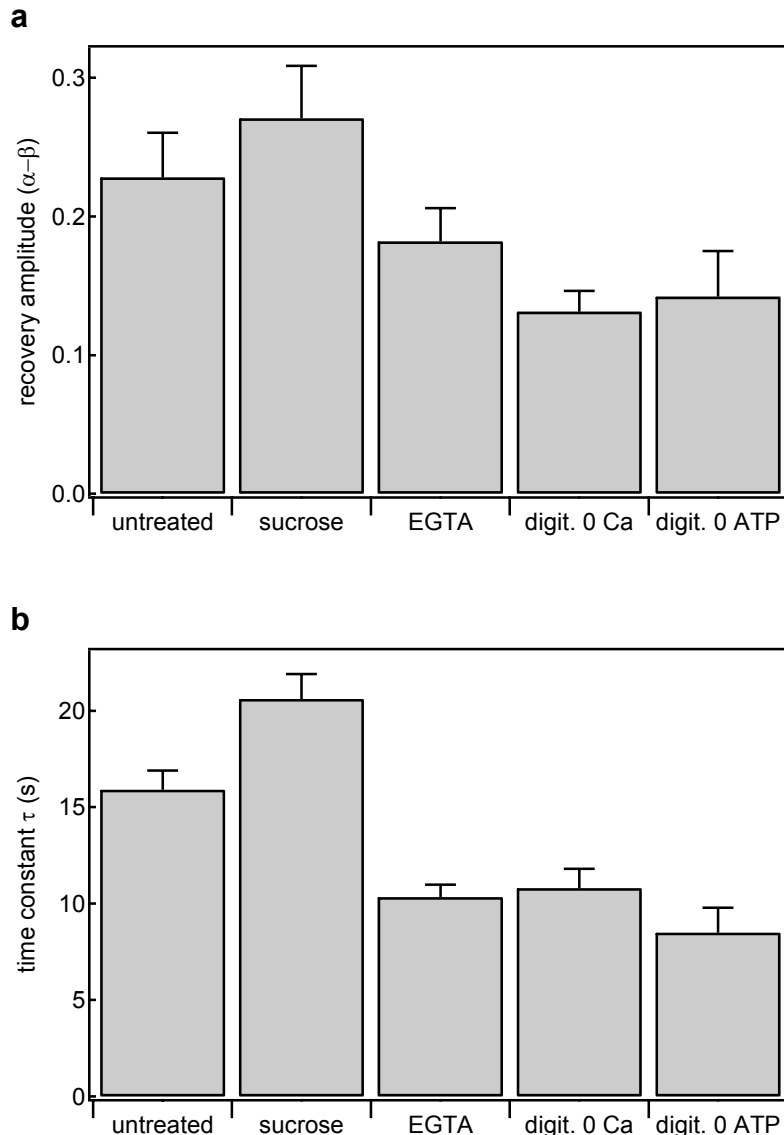 a
recovery amplitude (α−β)
0.3
0.2
0.1
0.0
untreated sucrose EGTA digit. 0 Ca digit. 0 ATP
b
time constant τ (s)
20
15
10
5
0
untreated sucrose EGTA digit. 0 Ca digit. 0 ATP